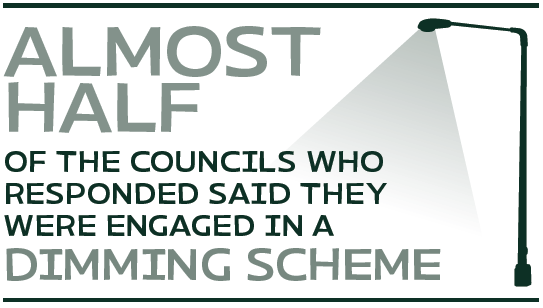 ALMOST
HALF
OF THE COUNCILS WHO
RESPONDED SAID THEY
WERE ENGAGED IN A
DIMMING SCHEME